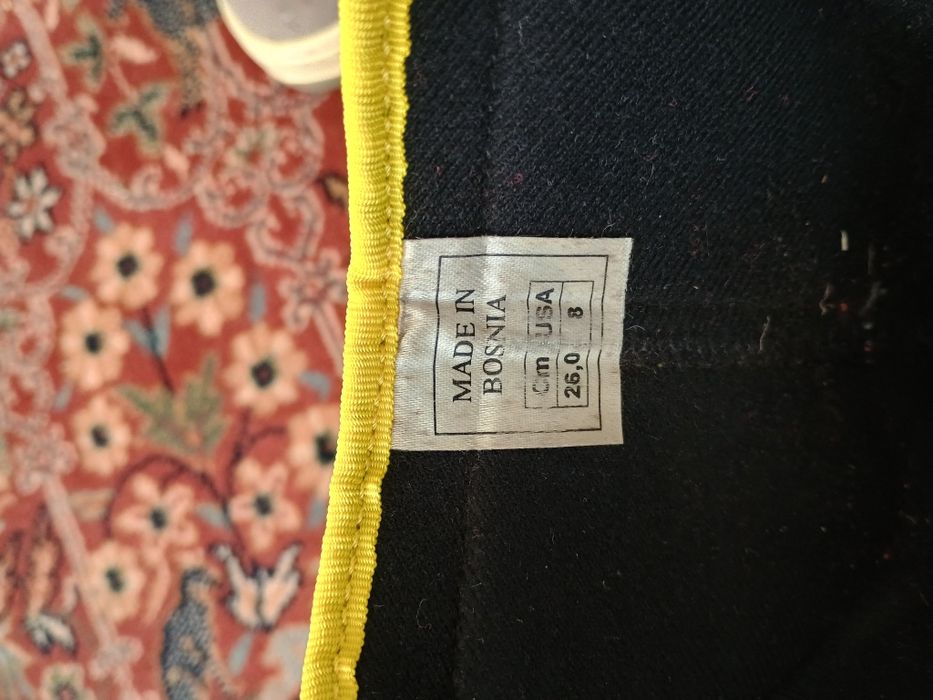 MADE IN
BOSNIA
Cm USA
26,0 8